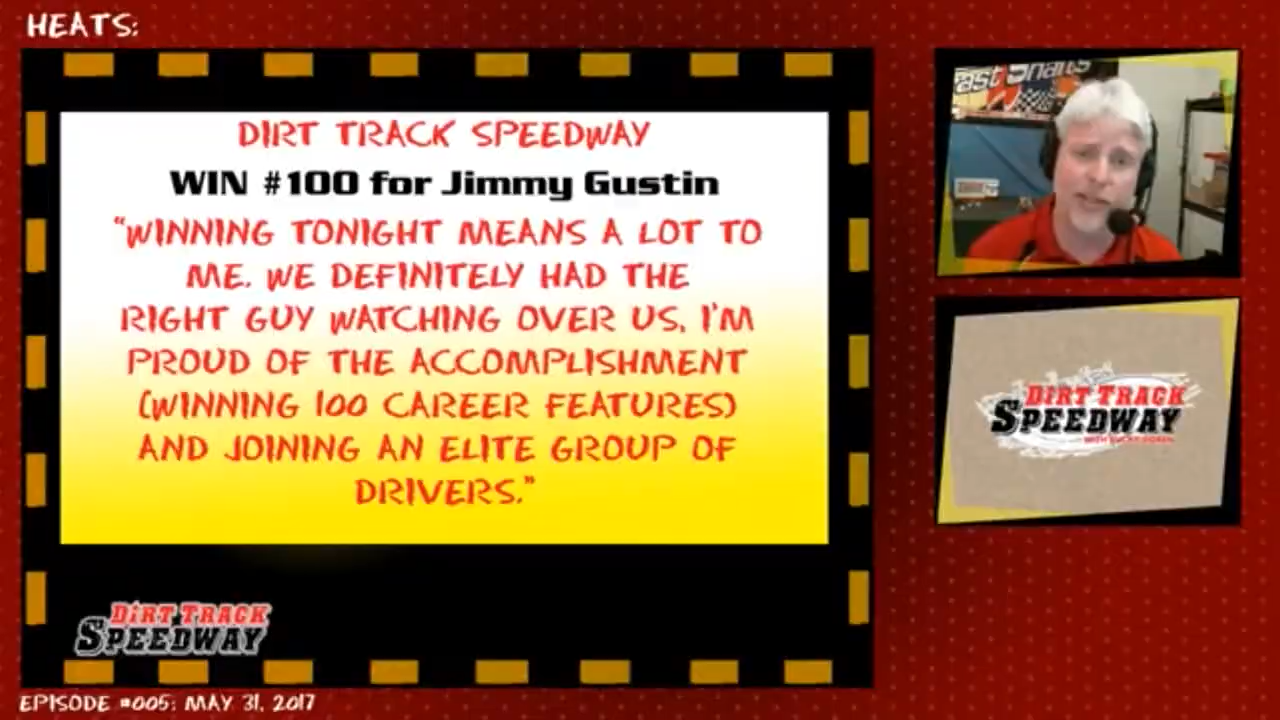 HEATS:
DIRT TRACK SPEEDWAY
WIN #100 for Jimmy Gustin
"WINNING TONIGHT MEANS A LOT TO
ME. WE DEFINITELY HAD THE
RIGHT GUY WATCHING OVER US. I'M
PROUD OF THE ACCOMPLISHMENT
(WINNING 100 CAREER FEATURES)
AND JOINING AN ELITE GROUP OF
DRIVERS."
DIRT TRACK
SPEEDWAY
DIRT TRACK
SPEEDWAY
EPISODE #005: MAY 31, 2017